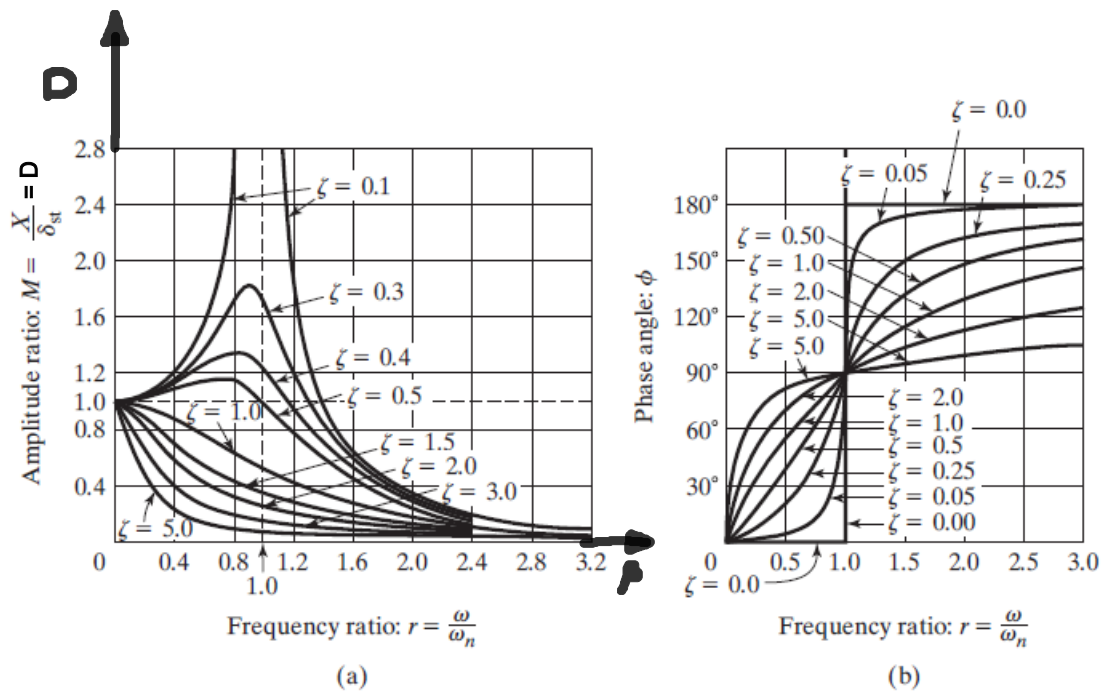 D
Amplitude ratio: M = X/δst = D
2.8
2.4
2.0
1.6
1.2
1.0
0.8
0.4
ζ = 0.1
ζ = 0.3
ζ = 0.4
ζ = 0.5
ζ = 1.0
ζ = 1.5
ζ = 2.0
ζ = 3.0
ζ = 5.0
0 0.4 0.8 1.2 1.6 2.0 2.4 2.8 3.2
1.0
r
Frequency ratio: r = ω/ωn
(a)
Phase angle: ϕ
180°
150°
120°
90°
60°
30°
ζ = 0.0
ζ = 0.05
ζ = 0.25
ζ = 0.50
ζ = 1.0
ζ = 2.0
ζ = 5.0
ζ = 5.0
ζ = 2.0
ζ = 1.0
ζ = 0.5
ζ = 0.25
ζ = 0.05
ζ = 0.00
0 0.5 1.0 1.5 2.0 2.5 3.0
ζ = 0.0
Frequency ratio: r = ω/ωn
(b)